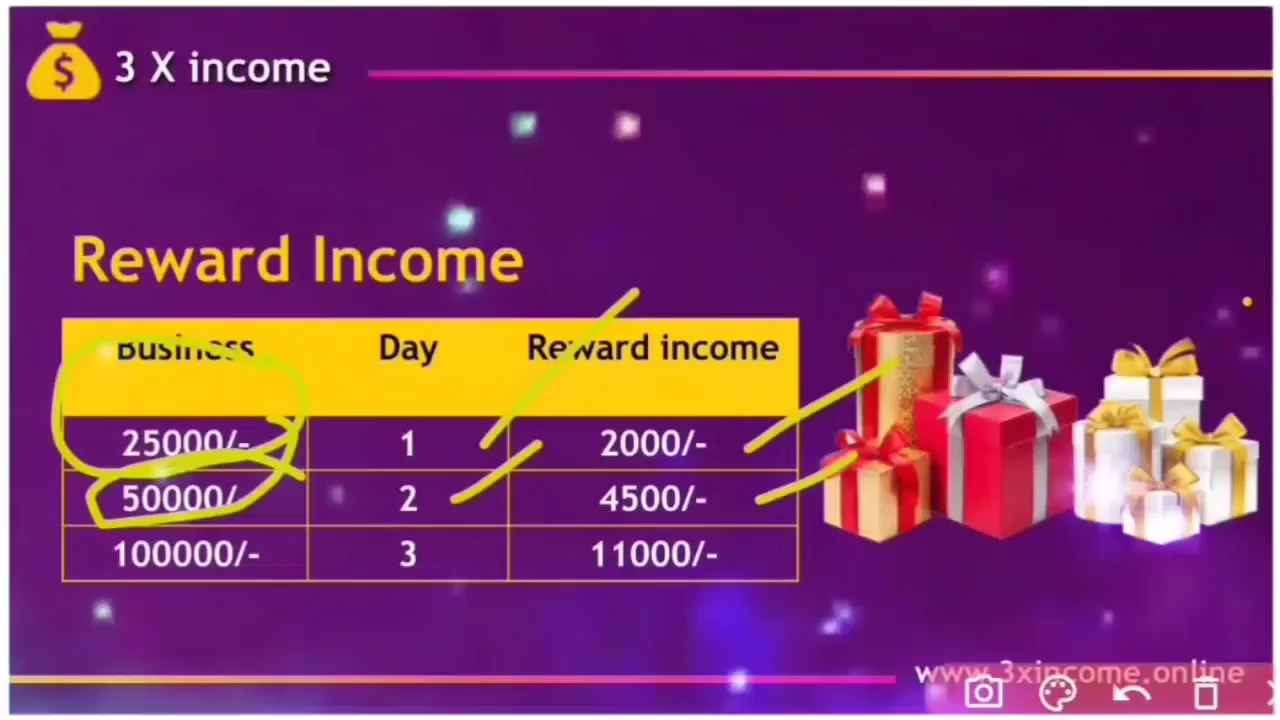 3 X income
Reward Income
Business Day Reward income
25000/- 1 2000/-
50000/- 2 4500/-
100000/- 3 11000/-
www.3xincome.online